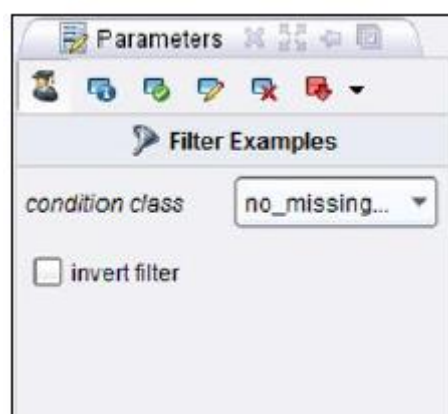 Parameters
Filter Examples
condition class no_missing...
invert filter